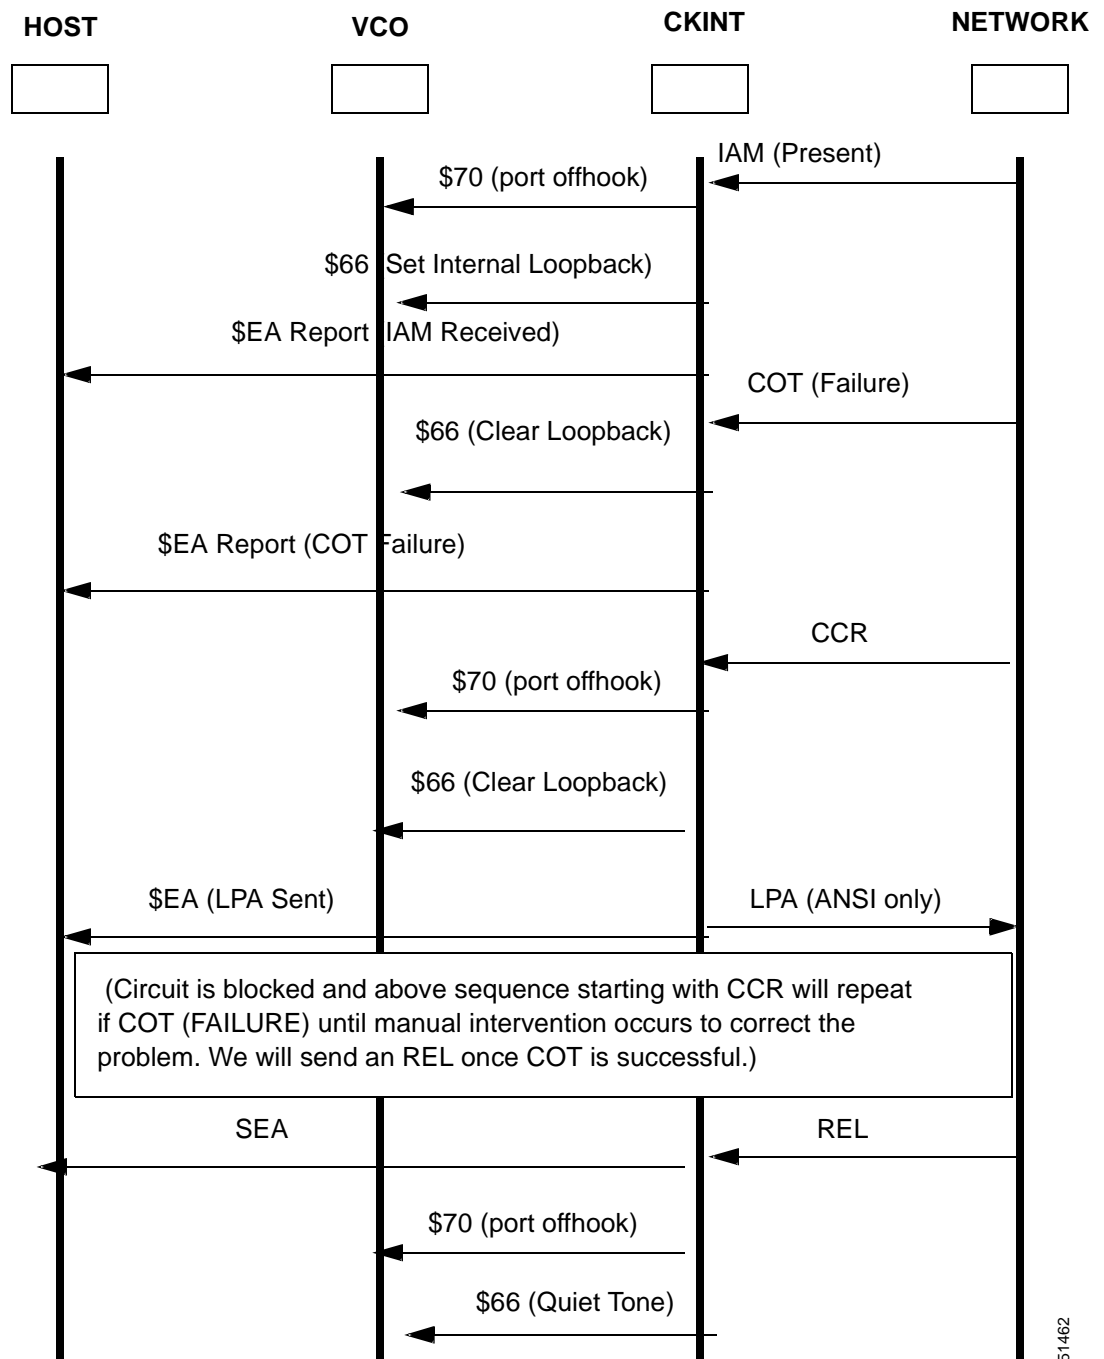 HOST VCO CKINT NETWORK
IAM (Present)
$70 (port offhook)
$66 (Set Internal Loopback)
$EA Report (IAM Received)
COT (Failure)
$66 (Clear Loopback)
$EA Report (COT Failure)
CCR
$70 (port offhook)
$66 (Clear Loopback)
$EA (LPA Sent) LPA (ANSI only)
(Circuit is blocked and above sequence starting with CCR will repeat
if COT (FAILURE) until manual intervention occurs to correct the
problem. We will send an REL once COT is successful.)
SEA REL
$70 (port offhook)
$66 (Quiet Tone)
51462